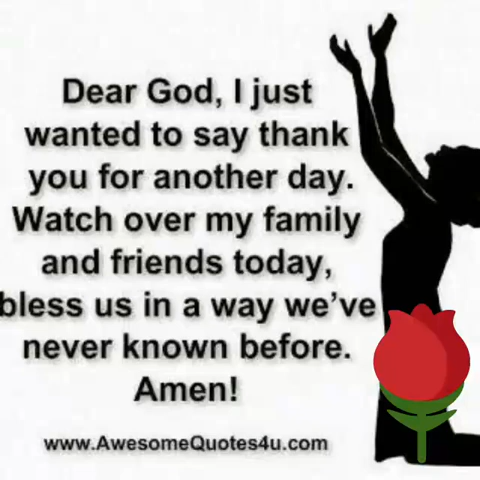 Dear God, I just
wanted to say thank
you for another day.
Watch over my family
and friends today,
bless us in a way we've
never known before.
Amen!
www.AwesomeQuotes4u.com